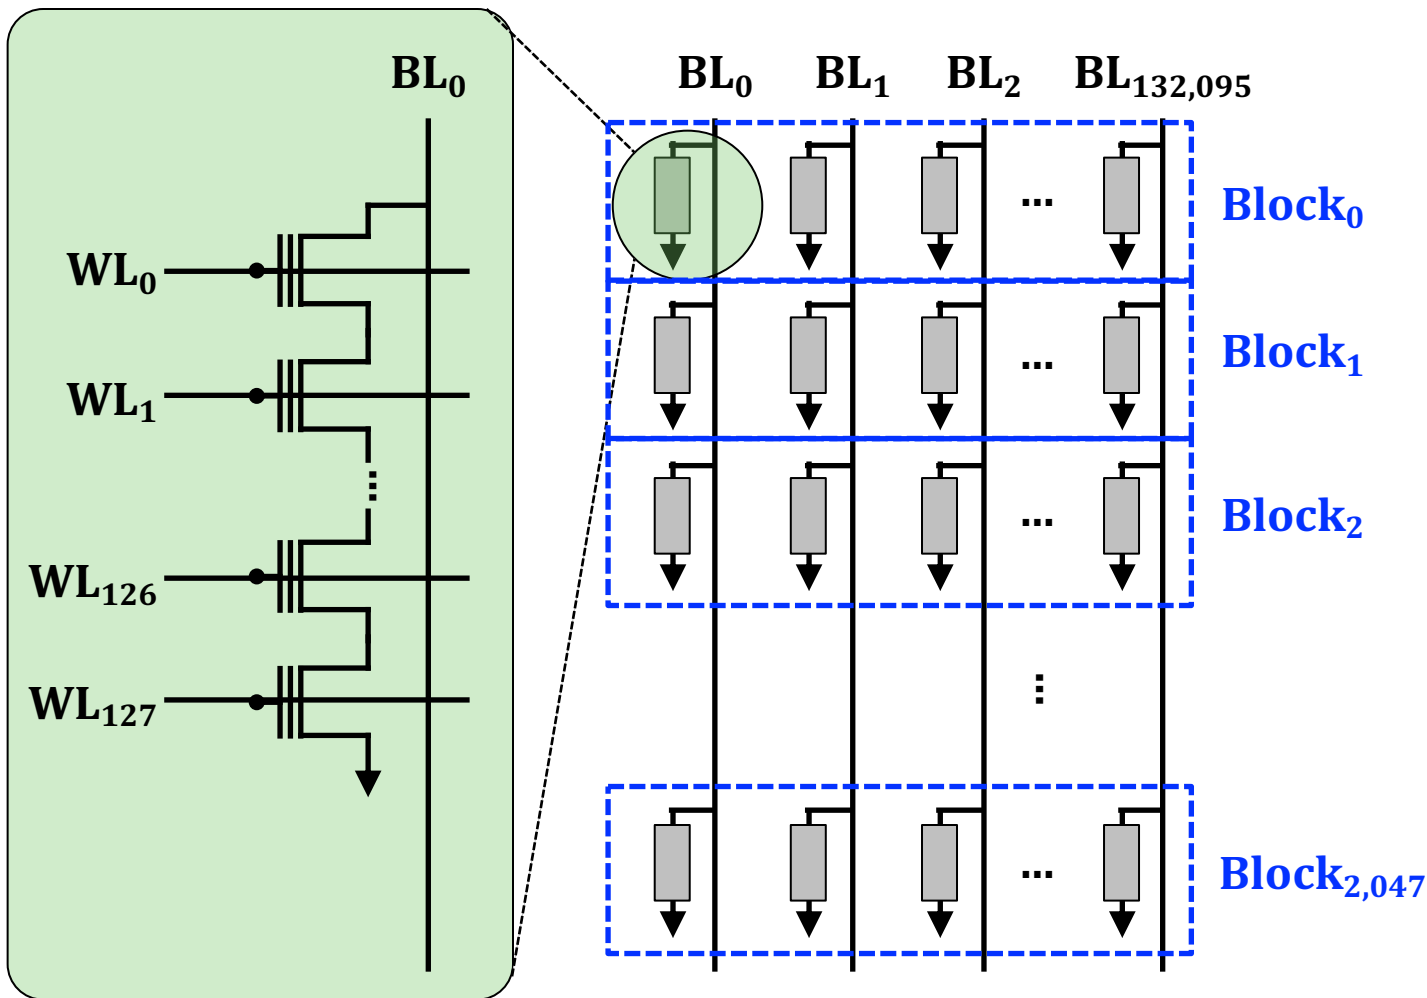 BL₀
WL₀
WL₁
⋮
WL₁₂₆
WL₁₂₇
BL₀ BL₁ BL₂ BL₁₃₂,₀₉₅
... Block₀
... Block₁
... Block₂
⋮
... Block₂,₀₄₇